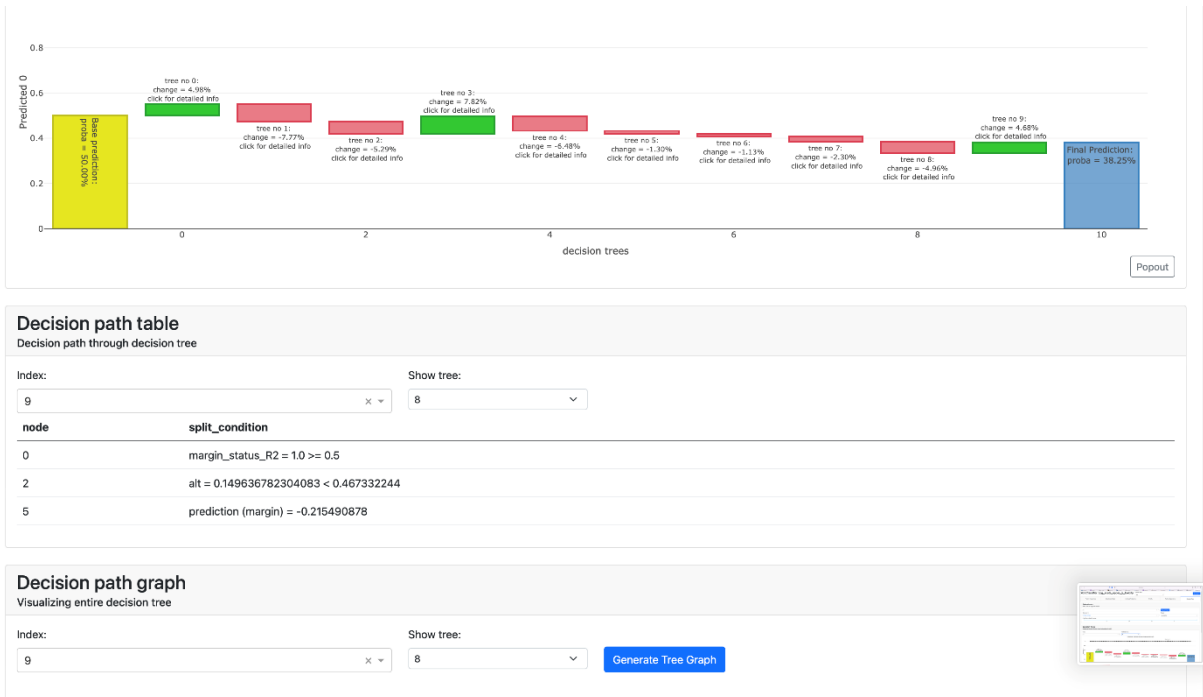 0.8
0.6
0.4
0.2
0
Predicted 0
Base prediction:
proba = 50.00%
tree no 0:
change = 4.98%
click for detailed info
tree no 1:
change = -7.77%
click for detailed info
tree no 2:
change = -5.29%
click for detailed info
tree no 3:
change = 7.82%
click for detailed info
tree no 4:
change = -6.48%
click for detailed info
tree no 5:
change = -1.30%
click for detailed info
tree no 6:
change = -1.13%
click for detailed info
tree no 7:
change = -2.30%
click for detailed info
tree no 8:
change = -4.96%
click for detailed info
tree no 9:
change = 4.68%
click for detailed info
Final Prediction:
proba = 38.25%
0 2 4 6 8 10
decision trees
Popout
Decision path table
Decision path through decision tree
Index: Show tree:
9 × 8
node split_condition
0 margin_status_R2 = 1.0 >= 0.5
2 alt = 0.149636782304083 < 0.467332244
5 prediction (margin) = -0.215490878
Decision path graph
Visualizing entire decision tree
Index: Show tree:
9 × 8 Generate Tree Graph